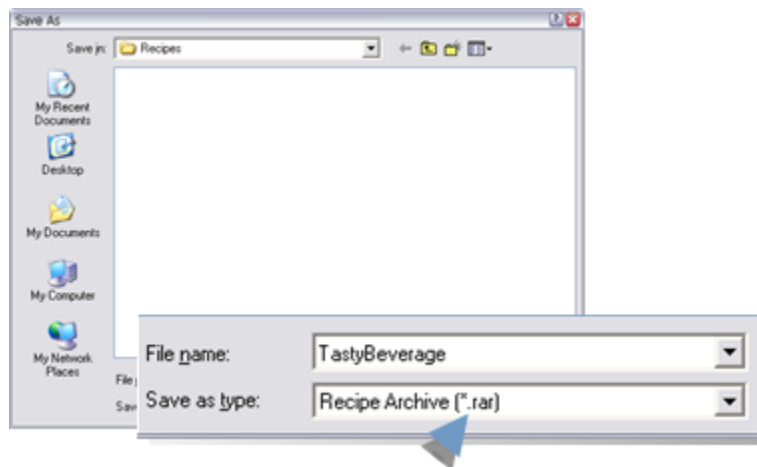 Save As
Save in: Recipes
My Recent
Documents
Desktop
My Documents
My Computer
My Network
Places
File name: TastyBeverage
Save as type: Recipe Archive (*.rar)